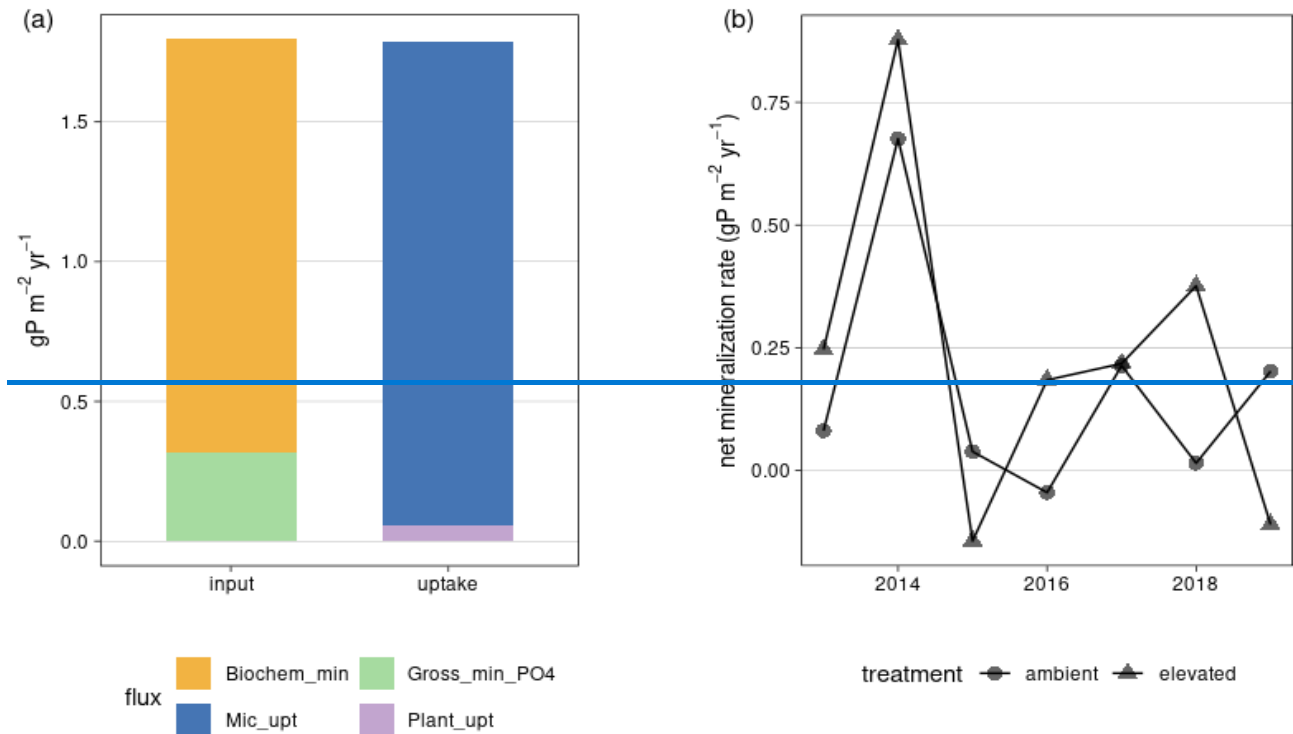 (a)
gP m⁻² yr⁻¹
1.5
1.0
0.5
0.0
input uptake
flux
Biochem_min Gross_min_PO4
Mic_upt Plant_upt
(b)
net mineralization rate (gP m⁻² yr⁻¹)
0.75
0.50
0.25
0.00
2014 2016 2018
treatment ambient elevated